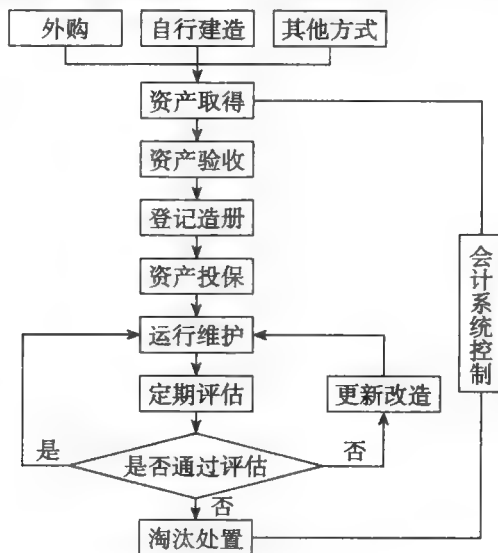 外购
自行建造
其他方式
资产取得
资产验收
登记造册
资产投保
会计系统控制
运行维护
定期评估
更新改造
是
是否通过评估
否
否
淘汰处置